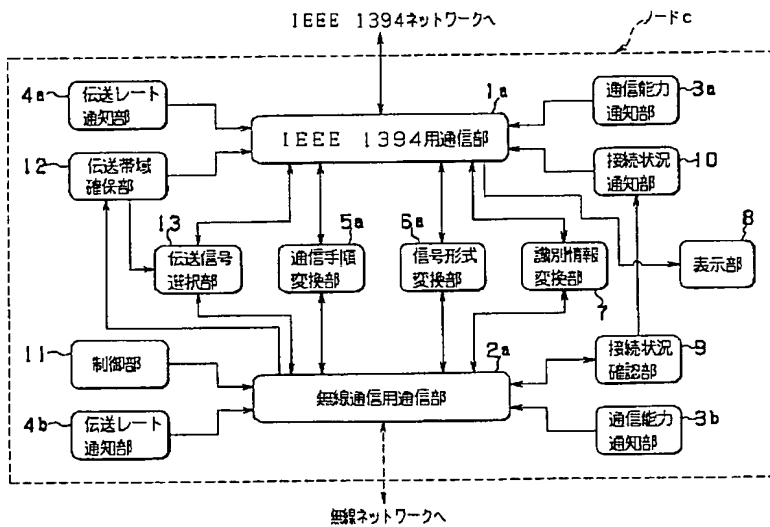 IEEE 1394ネットワークへ
ノードc
4a
伝送レート
通知部
1a
通信能力
通知部
3a
IEEE 1394用通信部
12
伝送帯域
確保部
接続状況
通知部
10
13
伝送信号
選択部
5a
通信手順
変換部
6a
信号形式
変換部
識別情報
変換部
7
8
表示部
11
制御部
2a
無線通信用通信部
接続状況
確認部
9
4b
伝送レート
通知部
通信能力
通知部
3b
無線ネットワークへ